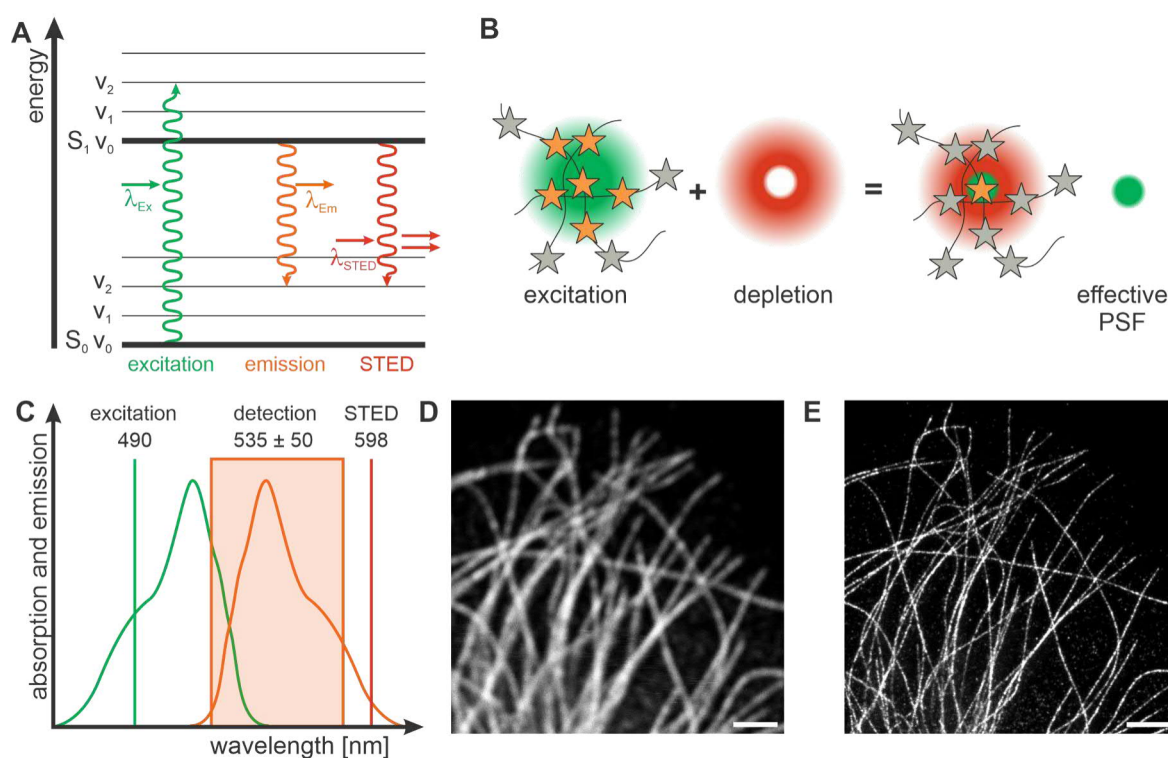 A
energy
v₂
v₁
S₁ v₀
λEx
λEm
λSTED
v₂
v₁
S₀ v₀
excitation emission STED
B
+
=
excitation
depletion
effective
PSF
C
excitation detection STED
490 535 ± 50 598
absorption and emission
wavelength [nm]
D
E